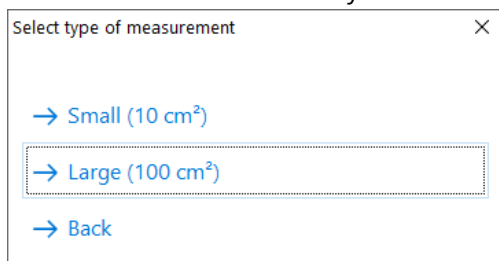 Select type of measurement
→ Small (10 cm²)
→ Large (100 cm²)
→ Back